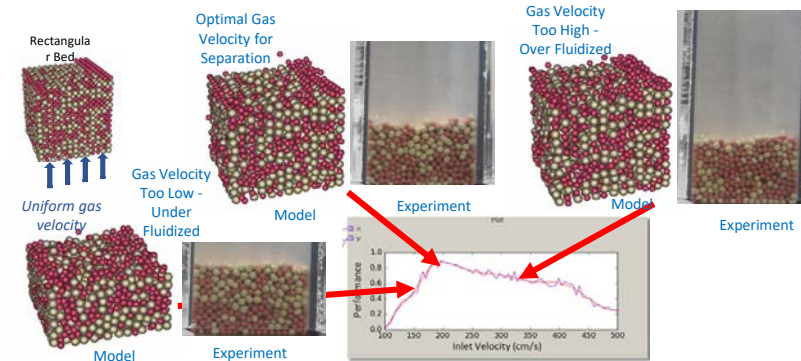 Rectangula
r Bed
Uniform gas
velocity
Optimal Gas
Velocity for
Separation
Model
Experiment
Gas Velocity
Too High -
Over Fluidized
Model
Experiment
Gas Velocity
Too Low -
Under
Fluidized
Model
Experiment
Plot
x
y
Performance
1.0
0.8
0.6
0.4
0.2
0.0
100 150 200 250 300 350 400 450 500
Inlet Velocity (cm/s)